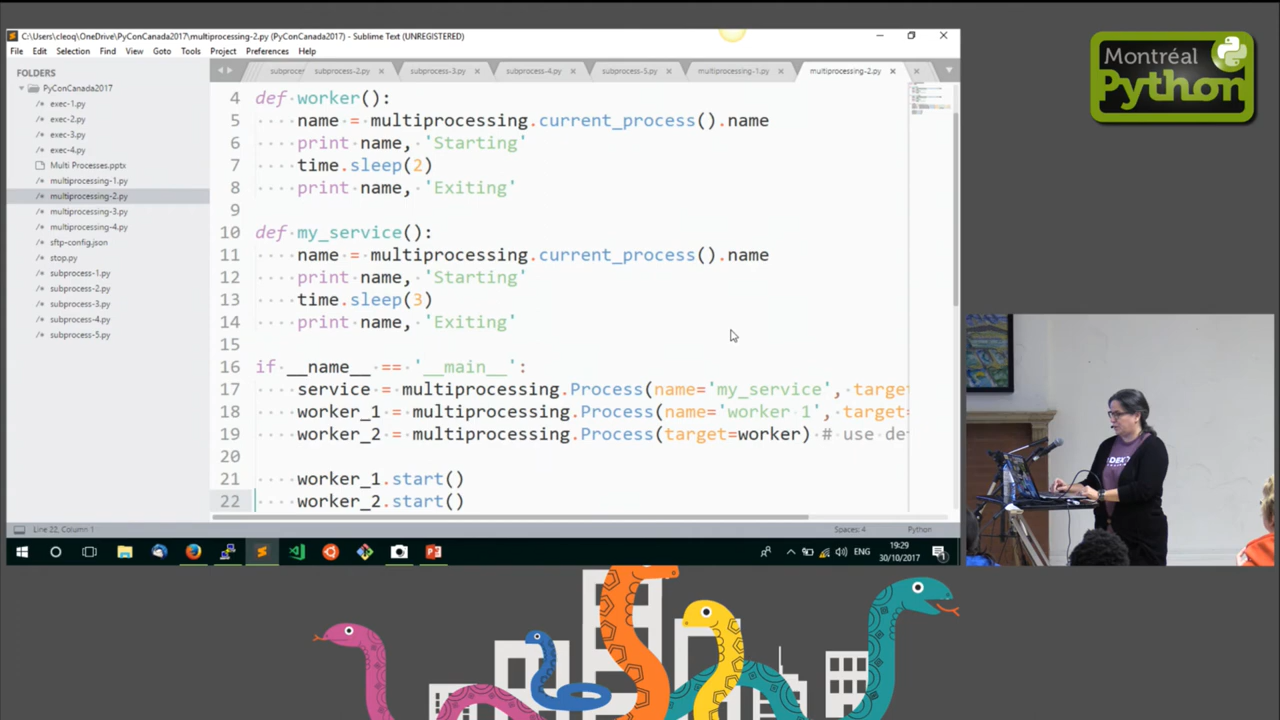 C:\Users\cleoq\OneDrive\PyConCanada2017\multiprocessing-2.py (PyConCanada2017) - Sublime Text (UNREGISTERED)
File Edit Selection Find View Goto Tools Project Preferences Help
FOLDERS
PyConCanada2017
/* exec-1.py
/* exec-2.py
/* exec-3.py
/* exec-4.py
Multi Processes.pptx
/* multiprocessing-1.py
/* multiprocessing-2.py
/* multiprocessing-3.py
/* multiprocessing-4.py
/* sftp-config.json
/* stop.py
/* subprocess-1.py
/* subprocess-2.py
/* subprocess-3.py
/* subprocess-4.py
/* subprocess-5.py
subproce subprocess-2.py subprocess-3.py subprocess-4.py subprocess-5.py multiprocessing-1.py multiprocessing-2.py
4 def worker():
5 name = multiprocessing.current_process().name
6 print name, 'Starting'
7 time.sleep(2)
8 print name, 'Exiting'
9
10 def my_service():
11 name = multiprocessing.current_process().name
12 print name, 'Starting'
13 time.sleep(3)
14 print name, 'Exiting'
15
16 if __name__ == '__main__':
17 service = multiprocessing.Process(name='my_service', target
18 worker_1 = multiprocessing.Process(name='worker 1', target=
19 worker_2 = multiprocessing.Process(target=worker) # use de
20
21 worker_1.start()
22 worker_2.start()
Line 22, Column 1 Spaces: 4 Python
ENG
19:29
30/10/2017
Montréal
Python